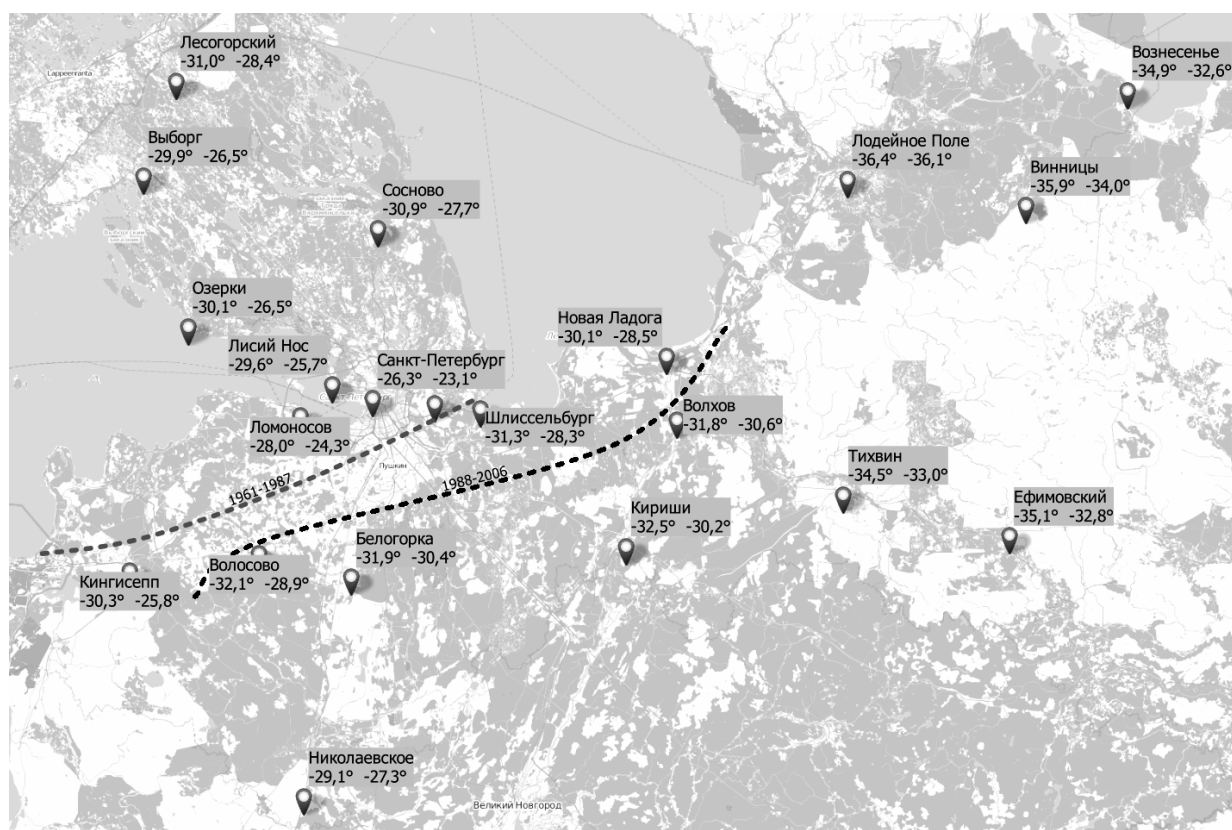 Лесогорский
-31,0° -28,4°
Lappeenranta
Вознесенье
-34,9° -32,6°
Выборг
-29,9° -26,5°
Лодейное Поле
-36,4° -36,1°
Винницы
-35,9° -34,0°
Сосново
-30,9° -27,7°
Выборгский
заказник
Озерки
-30,1° -26,5°
Новая Ладога
-30,1° -28,5°
Лисий Нос
-29,6° -25,7°
Санкт-Петербург
-26,3° -23,1°
Ломоносов
-28,0° -24,3°
Шлиссельбург
-31,3° -28,3°
Волхов
-31,8° -30,6°
Пушкин
1961-1987
1988-2006
Тихвин
-34,5° -33,0°
Кириши
-32,5° -30,2°
Ефимовский
-35,1° -32,8°
Белогорка
-31,9° -30,4°
Волосово
-32,1° -28,9°
Кингисепп
-30,3° -25,8°
Николаевское
-29,1° -27,3°
Великий Новгород